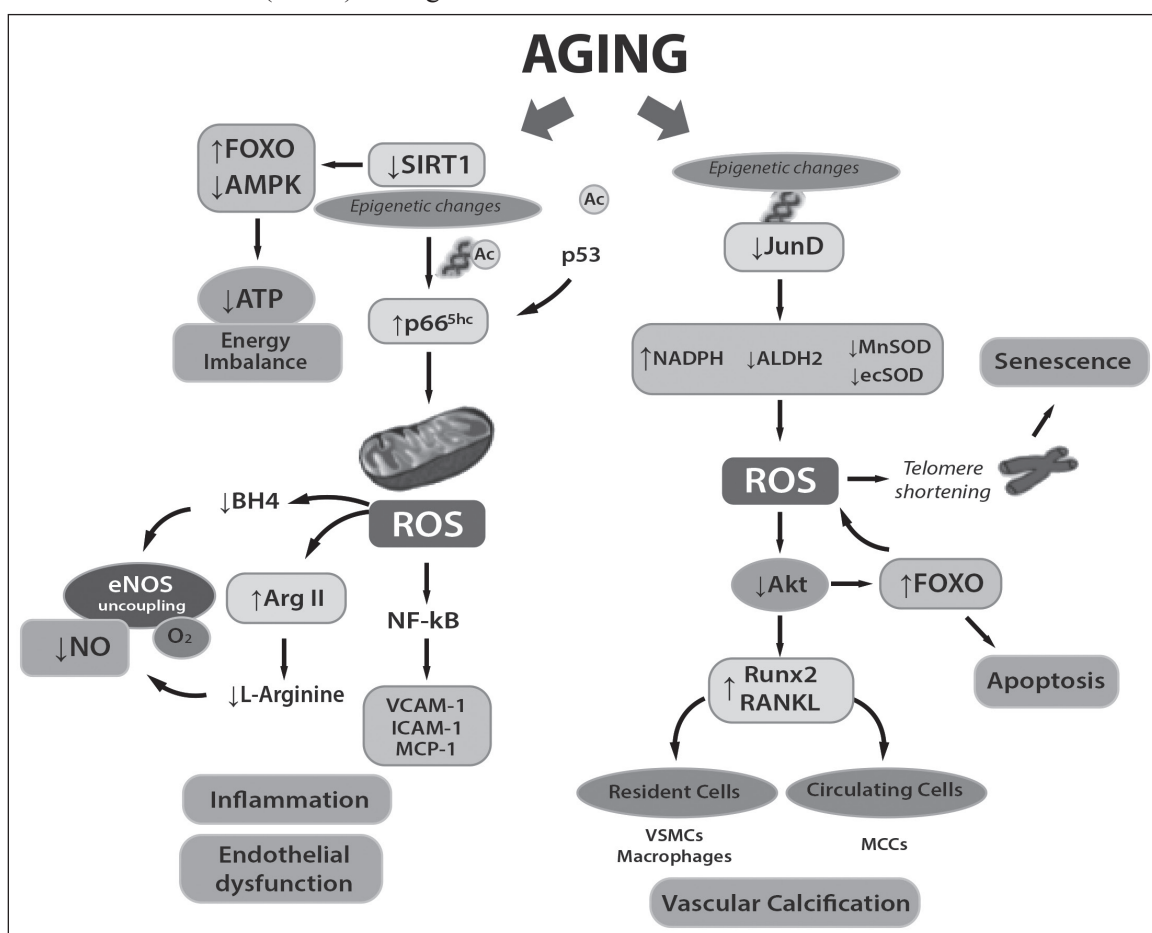 AGING
↑FOXO
↓AMPK
↓SIRT1
Epigenetic changes
Ac
Ac
p53
↓ATP
Energy
Imbalance
↑p66⁵ʰᶜ
↓BH4
ROS
eNOS
uncoupling
O₂
↓NO
↑Arg II
↓L-Arginine
NF-kB
VCAM-1
ICAM-1
MCP-1
Inflammation
Endothelial
dysfunction
Epigenetic changes
↓JunD
↑NADPH ↓ALDH2 ↓MnSOD
↓ecSOD
Senescence
ROS
Telomere
shortening
↓Akt
↑FOXO
Apoptosis
↑ Runx2
RANKL
Resident Cells
Circulating Cells
VSMCs
Macrophages
MCCs
Vascular Calcification